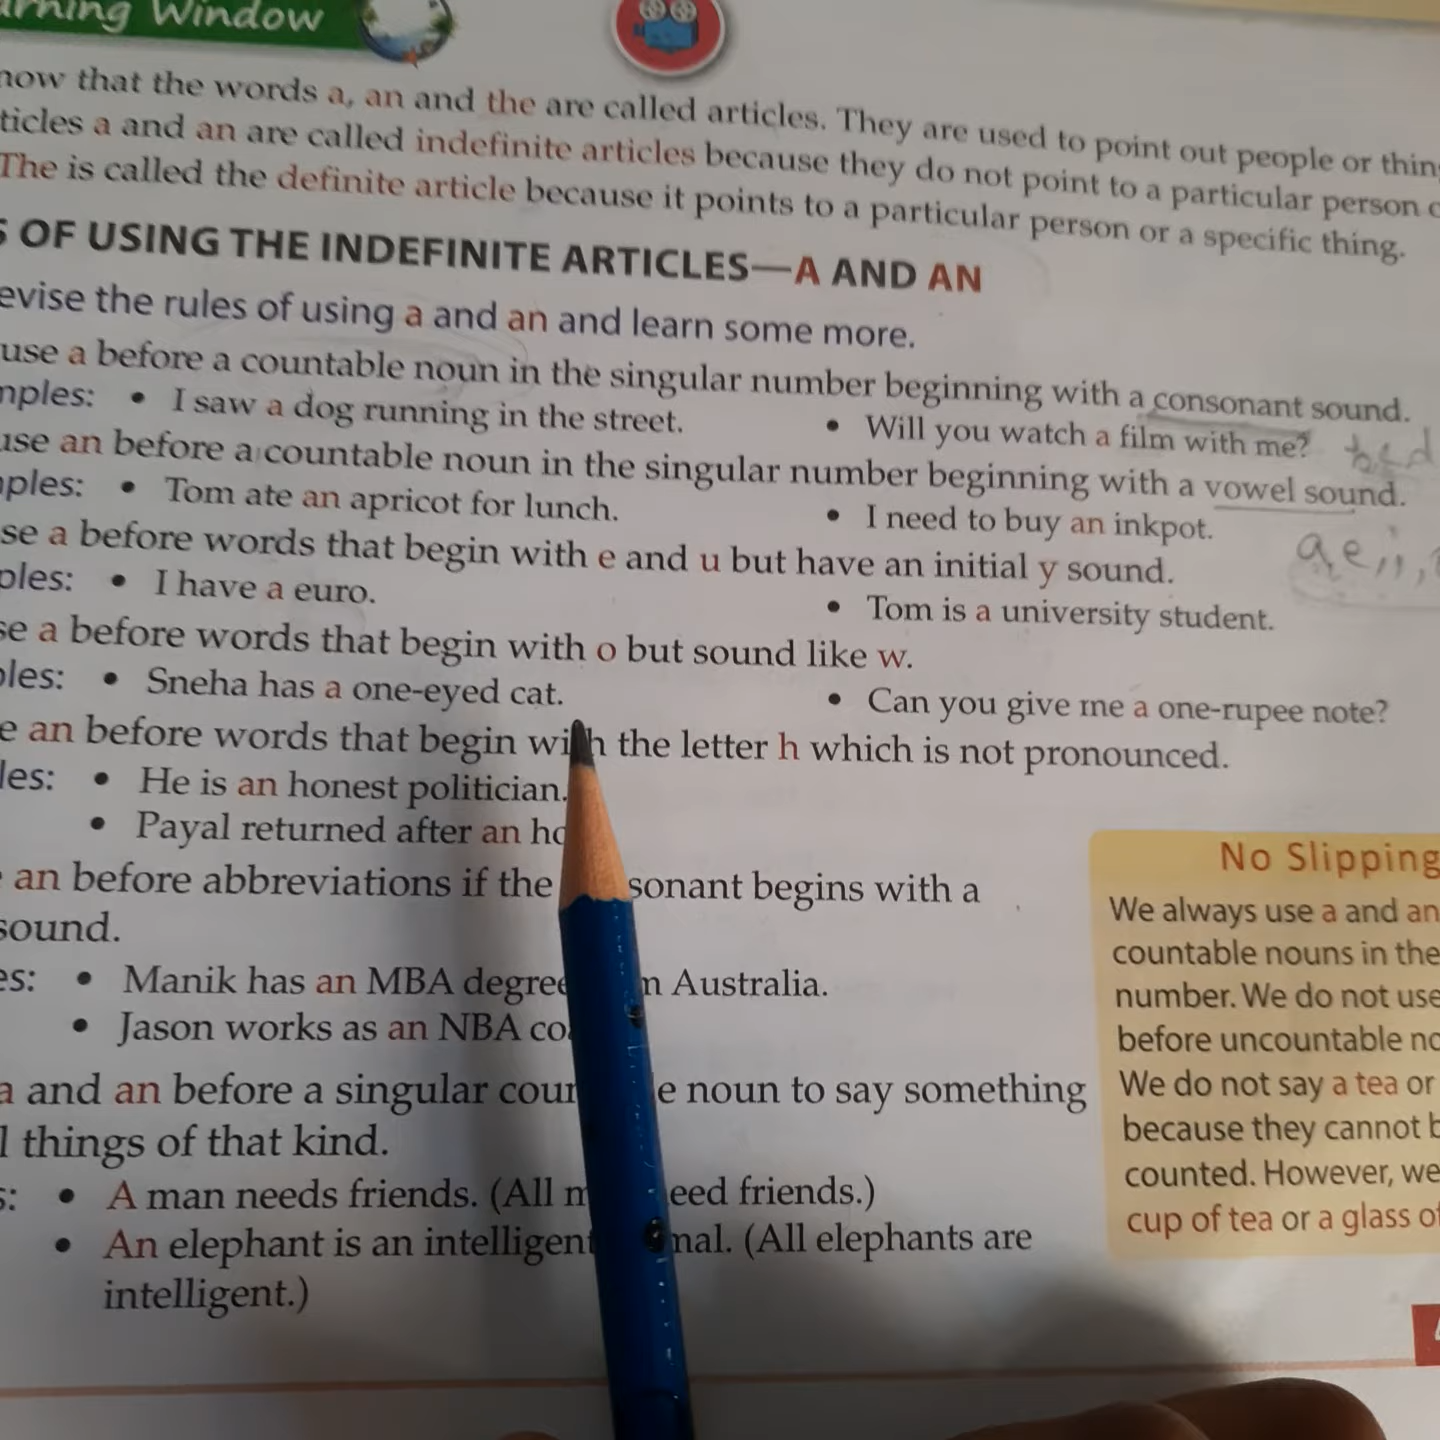 Window
now that the words a, an and the are called articles. They are used to point out people or
ticles a and an are called indefinite articles because they do not point to a particular person
The is called the definite article because it points to a particular person or a specific thing.
OF USING THE INDEFINITE ARTICLES—A AND AN
evise the rules of using a and an and learn some more.
use a before a countable noun in the singular number beginning with a consonant sound.
mples: • I saw a dog running in the street. • Will you watch a film with me?
use an before a countable noun in the singular number beginning with a vowel sound.
ples: • Tom ate an apricot for lunch. • I need to buy an inkpot.
se a before words that begin with e and u but have an initial y sound.
ples: • I have a euro. • Tom is a university student.
se a before words that begin with o but sound like w.
ples: • Sneha has a one-eyed cat. • Can you give me a one-rupee note?
e an before words that begin with the letter h which is not pronounced.
les: • He is an honest politician.
• Payal returned after an
an before abbreviations if the sonant begins with a
sound.
es: • Manik has an MBA degree Australia.
• Jason works as an NBA
a and an before a singular noun to say something
things of that kind.
s: • A man needs friends. (All need friends.)
• An elephant is an intelligent (All elephants are
intelligent.)
No Slipping
We always use a and an
countable nouns in the
number. We do not use
before uncountable
We do not say a tea or
because they cannot
counted. However, we
cup of tea or a glass of